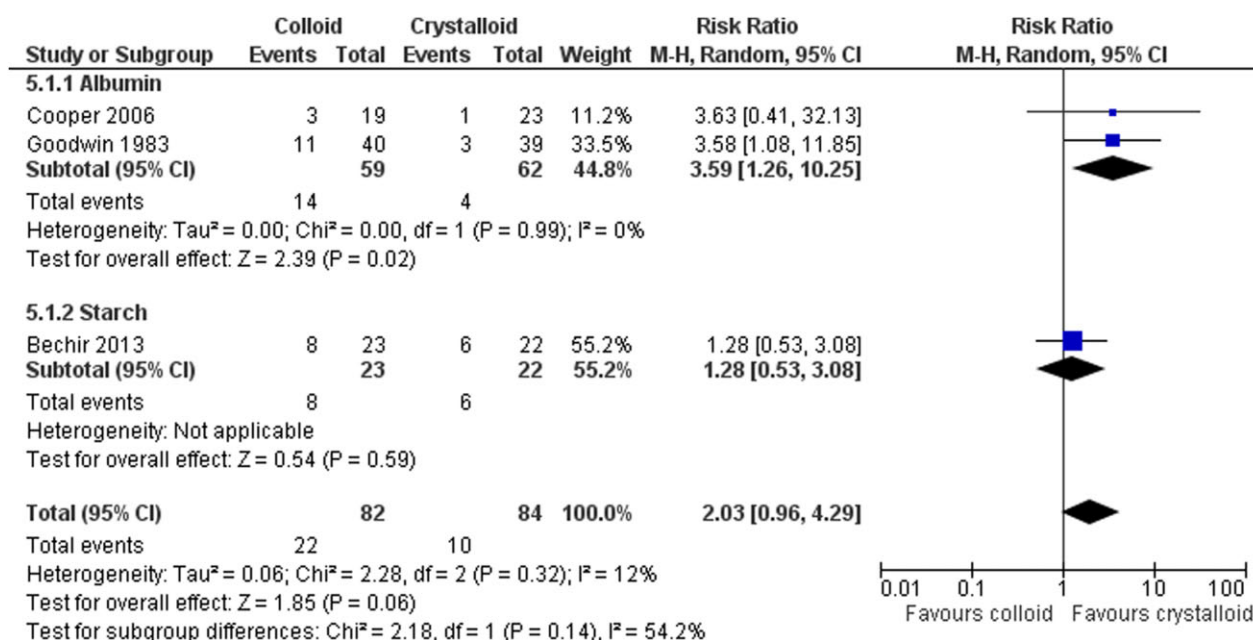 Colloid Crystalloid Risk Ratio Risk Ratio
Study or Subgroup Events Total Events Total Weight M-H, Random, 95% CI M-H, Random, 95% CI
5.1.1 Albumin
Cooper 2006 3 19 1 23 11.2% 3.63 [0.41, 32.13]
Goodwin 1983 11 40 3 39 33.5% 3.58 [1.08, 11.85]
Subtotal (95% CI) 59 62 44.8% 3.59 [1.26, 10.25]
Total events 14 4
Heterogeneity: Tau² = 0.00; Chi² = 0.00, df = 1 (P = 0.99); I² = 0%
Test for overall effect: Z = 2.39 (P = 0.02)
5.1.2 Starch
Bechir 2013 8 23 6 22 55.2% 1.28 [0.53, 3.08]
Subtotal (95% CI) 23 22 55.2% 1.28 [0.53, 3.08]
Total events 8 6
Heterogeneity: Not applicable
Test for overall effect: Z = 0.54 (P = 0.59)
Total (95% CI) 82 84 100.0% 2.03 [0.96, 4.29]
Total events 22 10
Heterogeneity: Tau² = 0.06; Chi² = 2.28, df = 2 (P = 0.32); I² = 12%
Test for overall effect: Z = 1.85 (P = 0.06)
Test for subgroup differences: Chi² = 2.18, df = 1 (P = 0.14), I² = 54.2%
0.01 0.1 1 10 100
Favours colloid Favours crystalloid